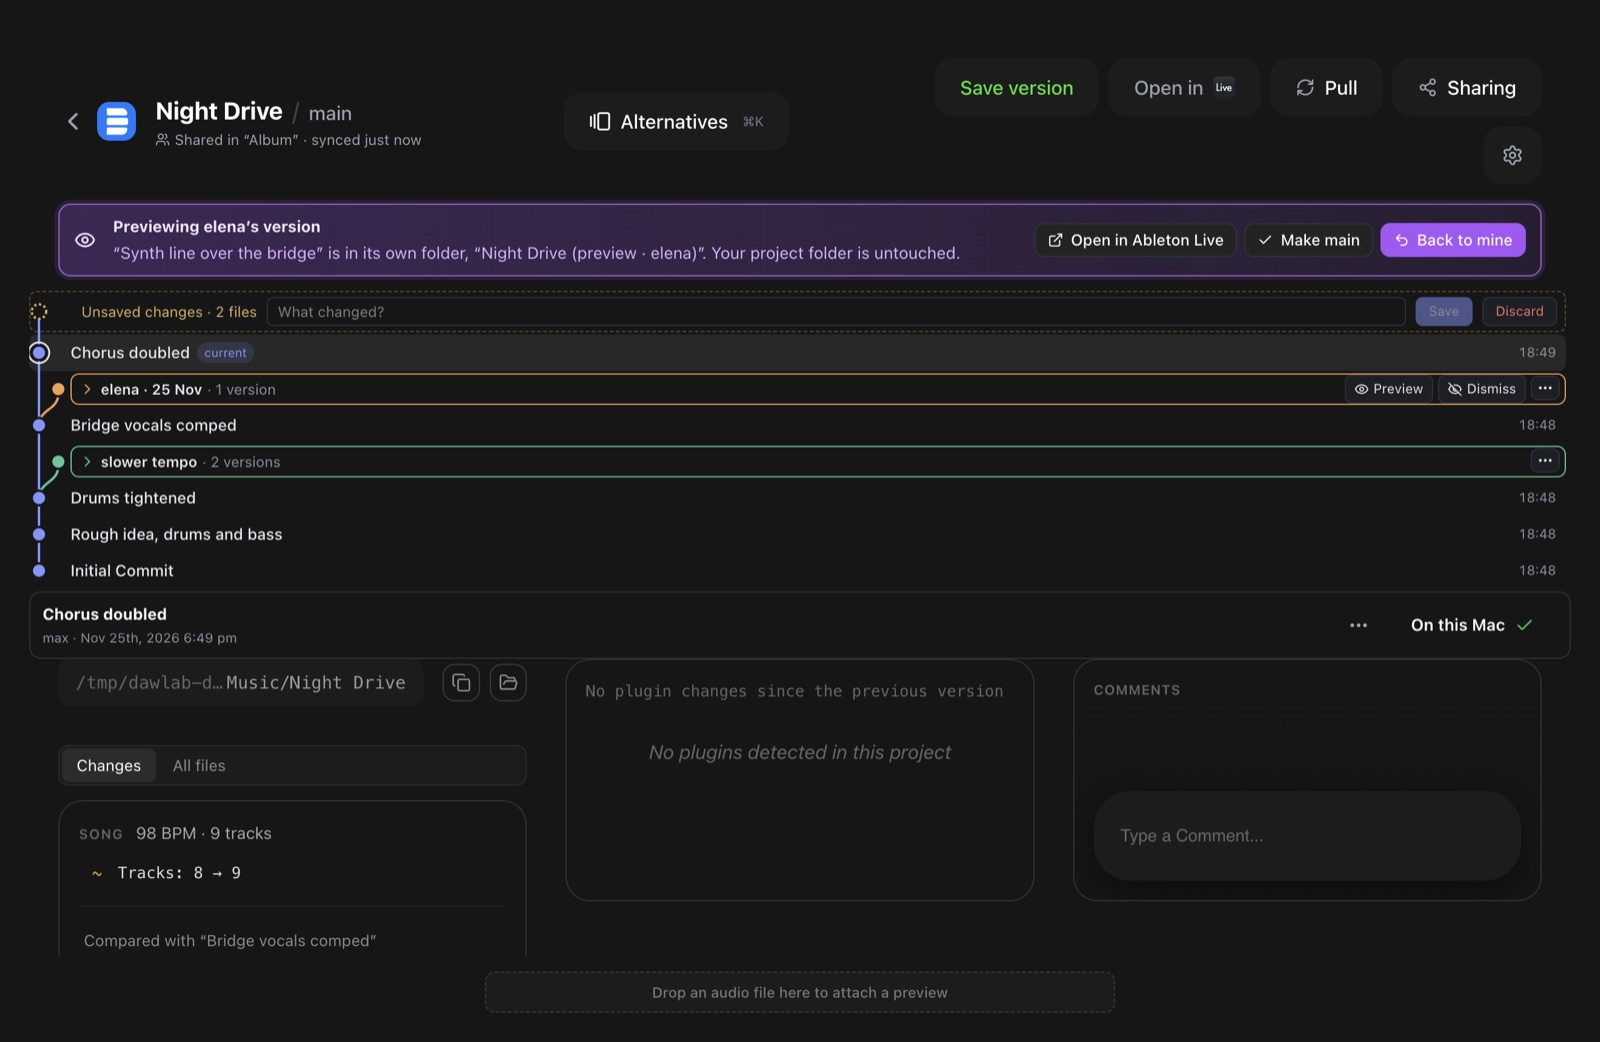 Save version
Open in Live
Pull
Sharing
Night Drive / main
Shared in “Album” · synced just now
Alternatives ⌘K
Previewing elena’s version
“Synth line over the bridge” is in its own folder, “Night Drive (preview · elena)”. Your project folder is untouched.
Open in Ableton Live
Make main
Back to mine
Unsaved changes · 2 files
What changed?
Save
Discard
Chorus doubled current 18:49
elena · 25 Nov · 1 version
Preview
Dismiss
Bridge vocals comped 18:48
slower tempo · 2 versions
Drums tightened 18:48
Rough idea, drums and bass 18:48
Initial Commit 18:48
Chorus doubled
max · Nov 25th, 2026 6:49 pm
On this Mac
/tmp/dawlab-d…Music/Night Drive
Changes
All files
SONG 98 BPM · 9 tracks
~ Tracks: 8 → 9
Compared with “Bridge vocals comped”
No plugin changes since the previous version
No plugins detected in this project
COMMENTS
Type a Comment...
Drop an audio file here to attach a preview